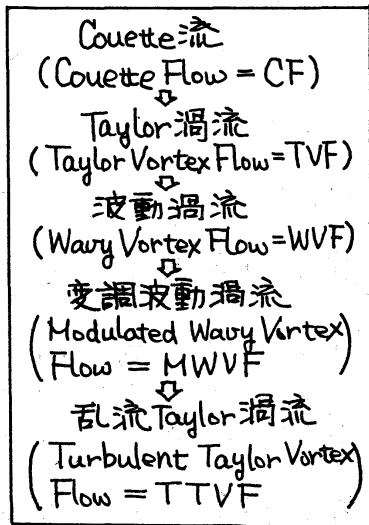 Couette流
(Couette Flow = CF)
⇩
Taylor渦流
(Taylor Vortex Flow=TVF)
⇩
波動渦流
(Wavy Vortex Flow=WVF)
⇩
変調波動渦流
(Modulated Wavy Vortex
Flow = MWVF)
⇩
乱流Taylor渦流
(Turbulent Taylor Vortex
Flow = TTVF)